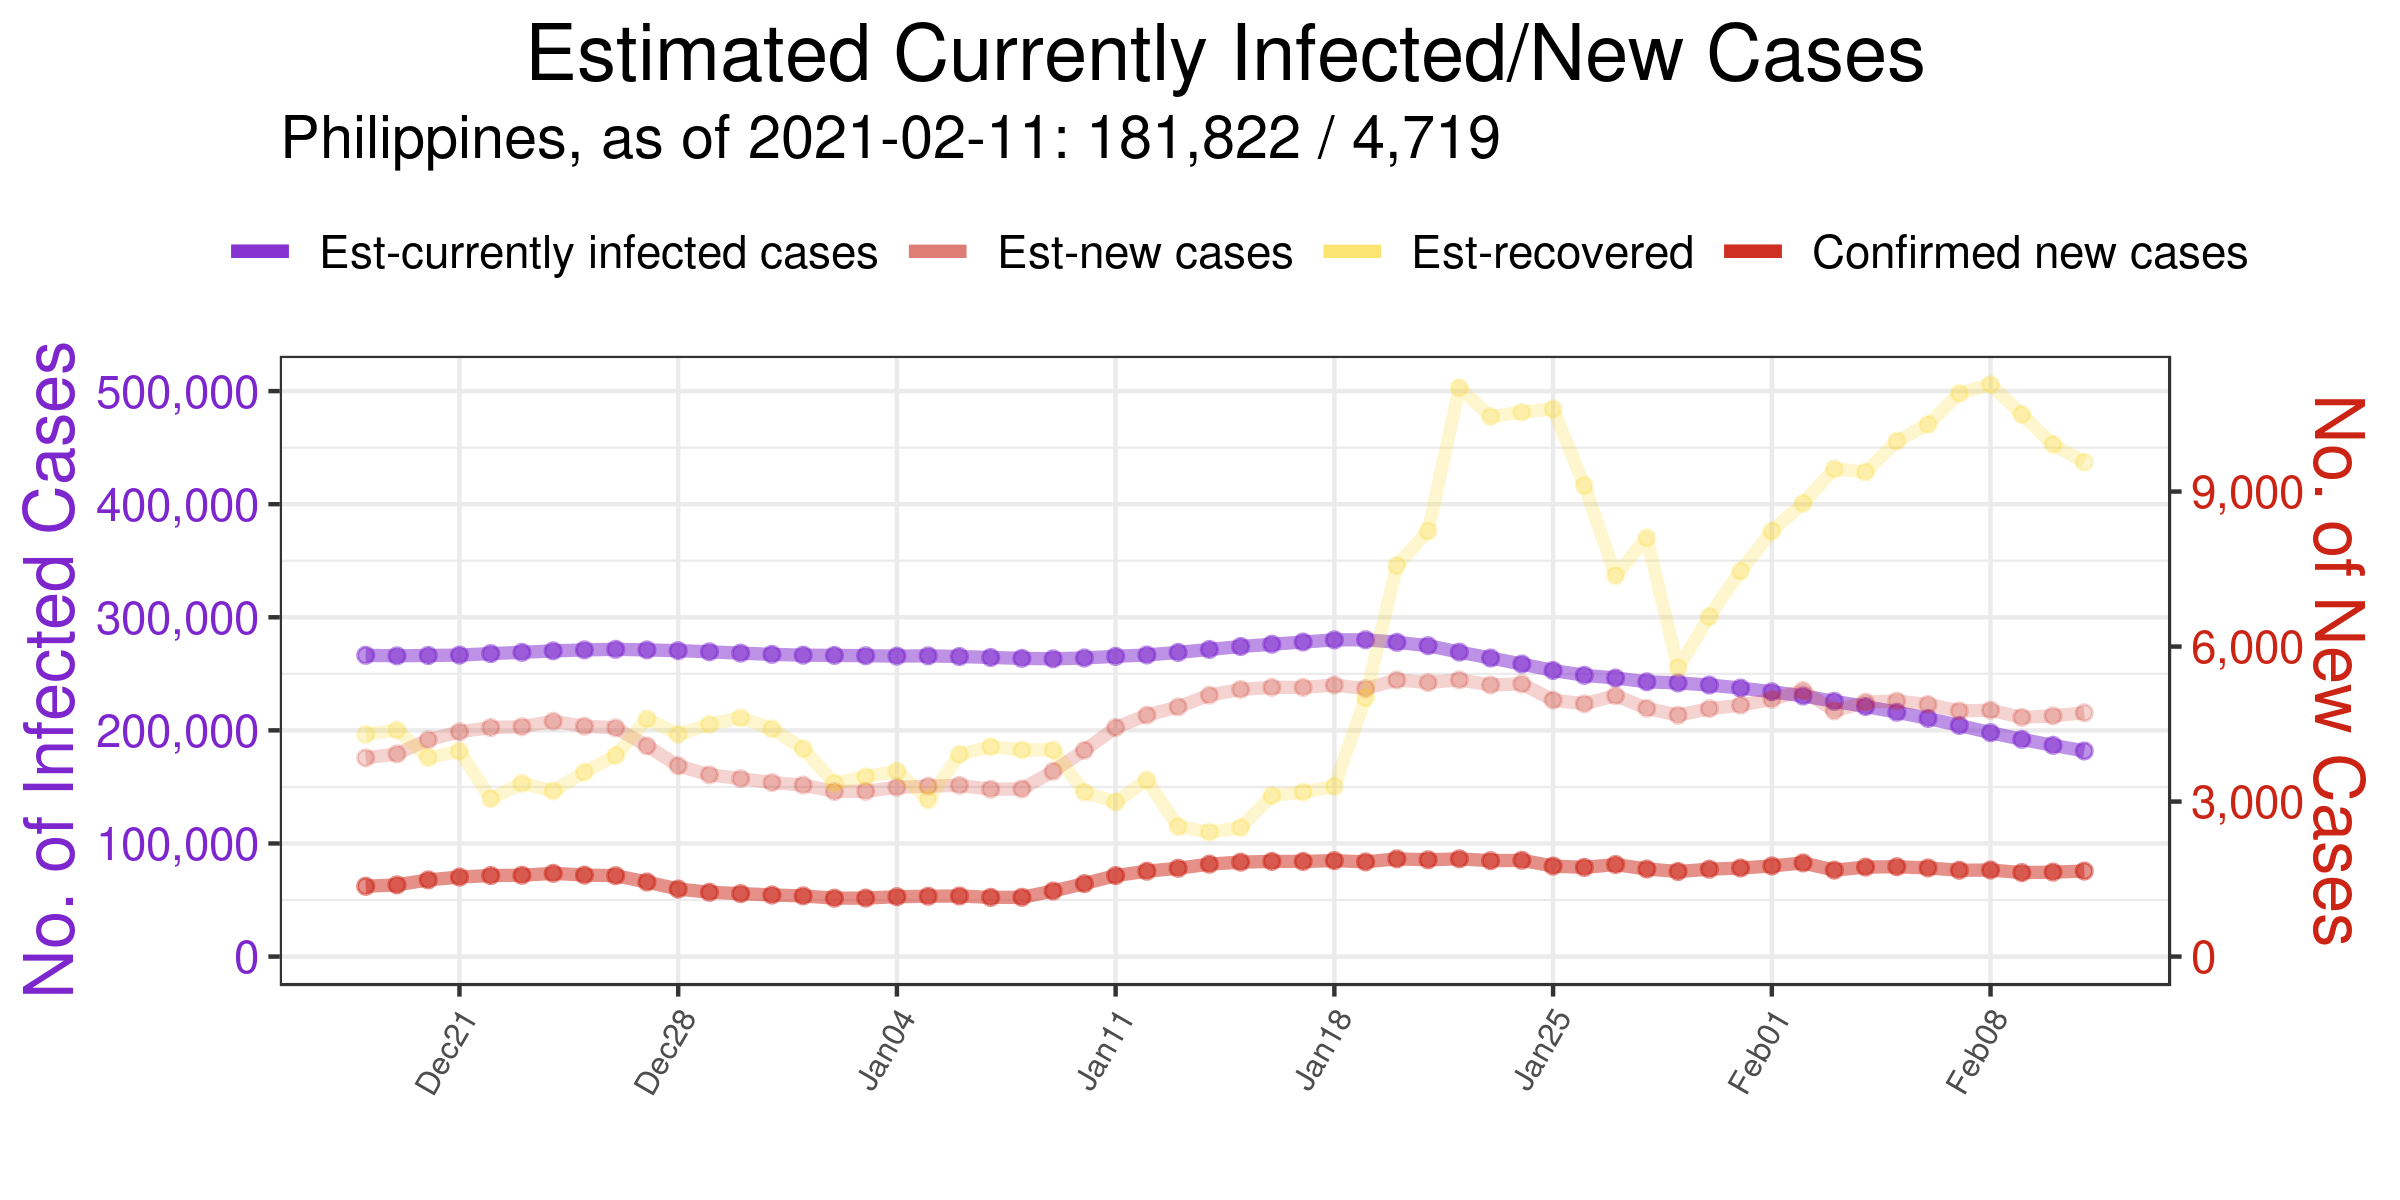 Estimated Currently Infected/New Cases
Philippines, as of 2021-02-11: 181,822 / 4,719
Est-currently infected cases
Est-new cases
Est-recovered
Confirmed new cases
No. of Infected Cases
500,000
400,000
300,000
200,000
100,000
0
9,000
6,000
3,000
0
No. of New Cases
Dec21
Dec28
Jan04
Jan11
Jan18
Jan25
Feb01
Feb08